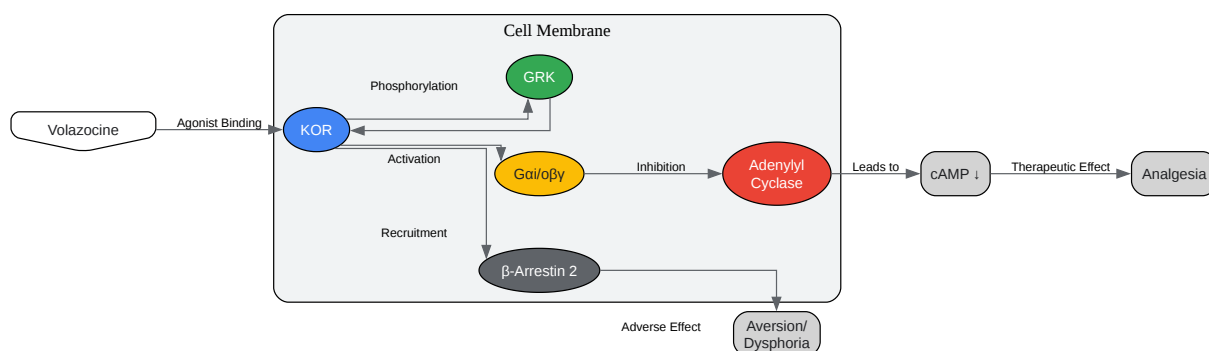 Cell Membrane
GRK
Phosphorylation
Volazocine
Agonist Binding
KOR
Activation
Gαi/oβγ
Inhibition
Adenylyl
Cyclase
Leads to
cAMP ↓
Therapeutic Effect
Analgesia
Recruitment
β-Arrestin 2
Adverse Effect
Aversion/
Dysphoria